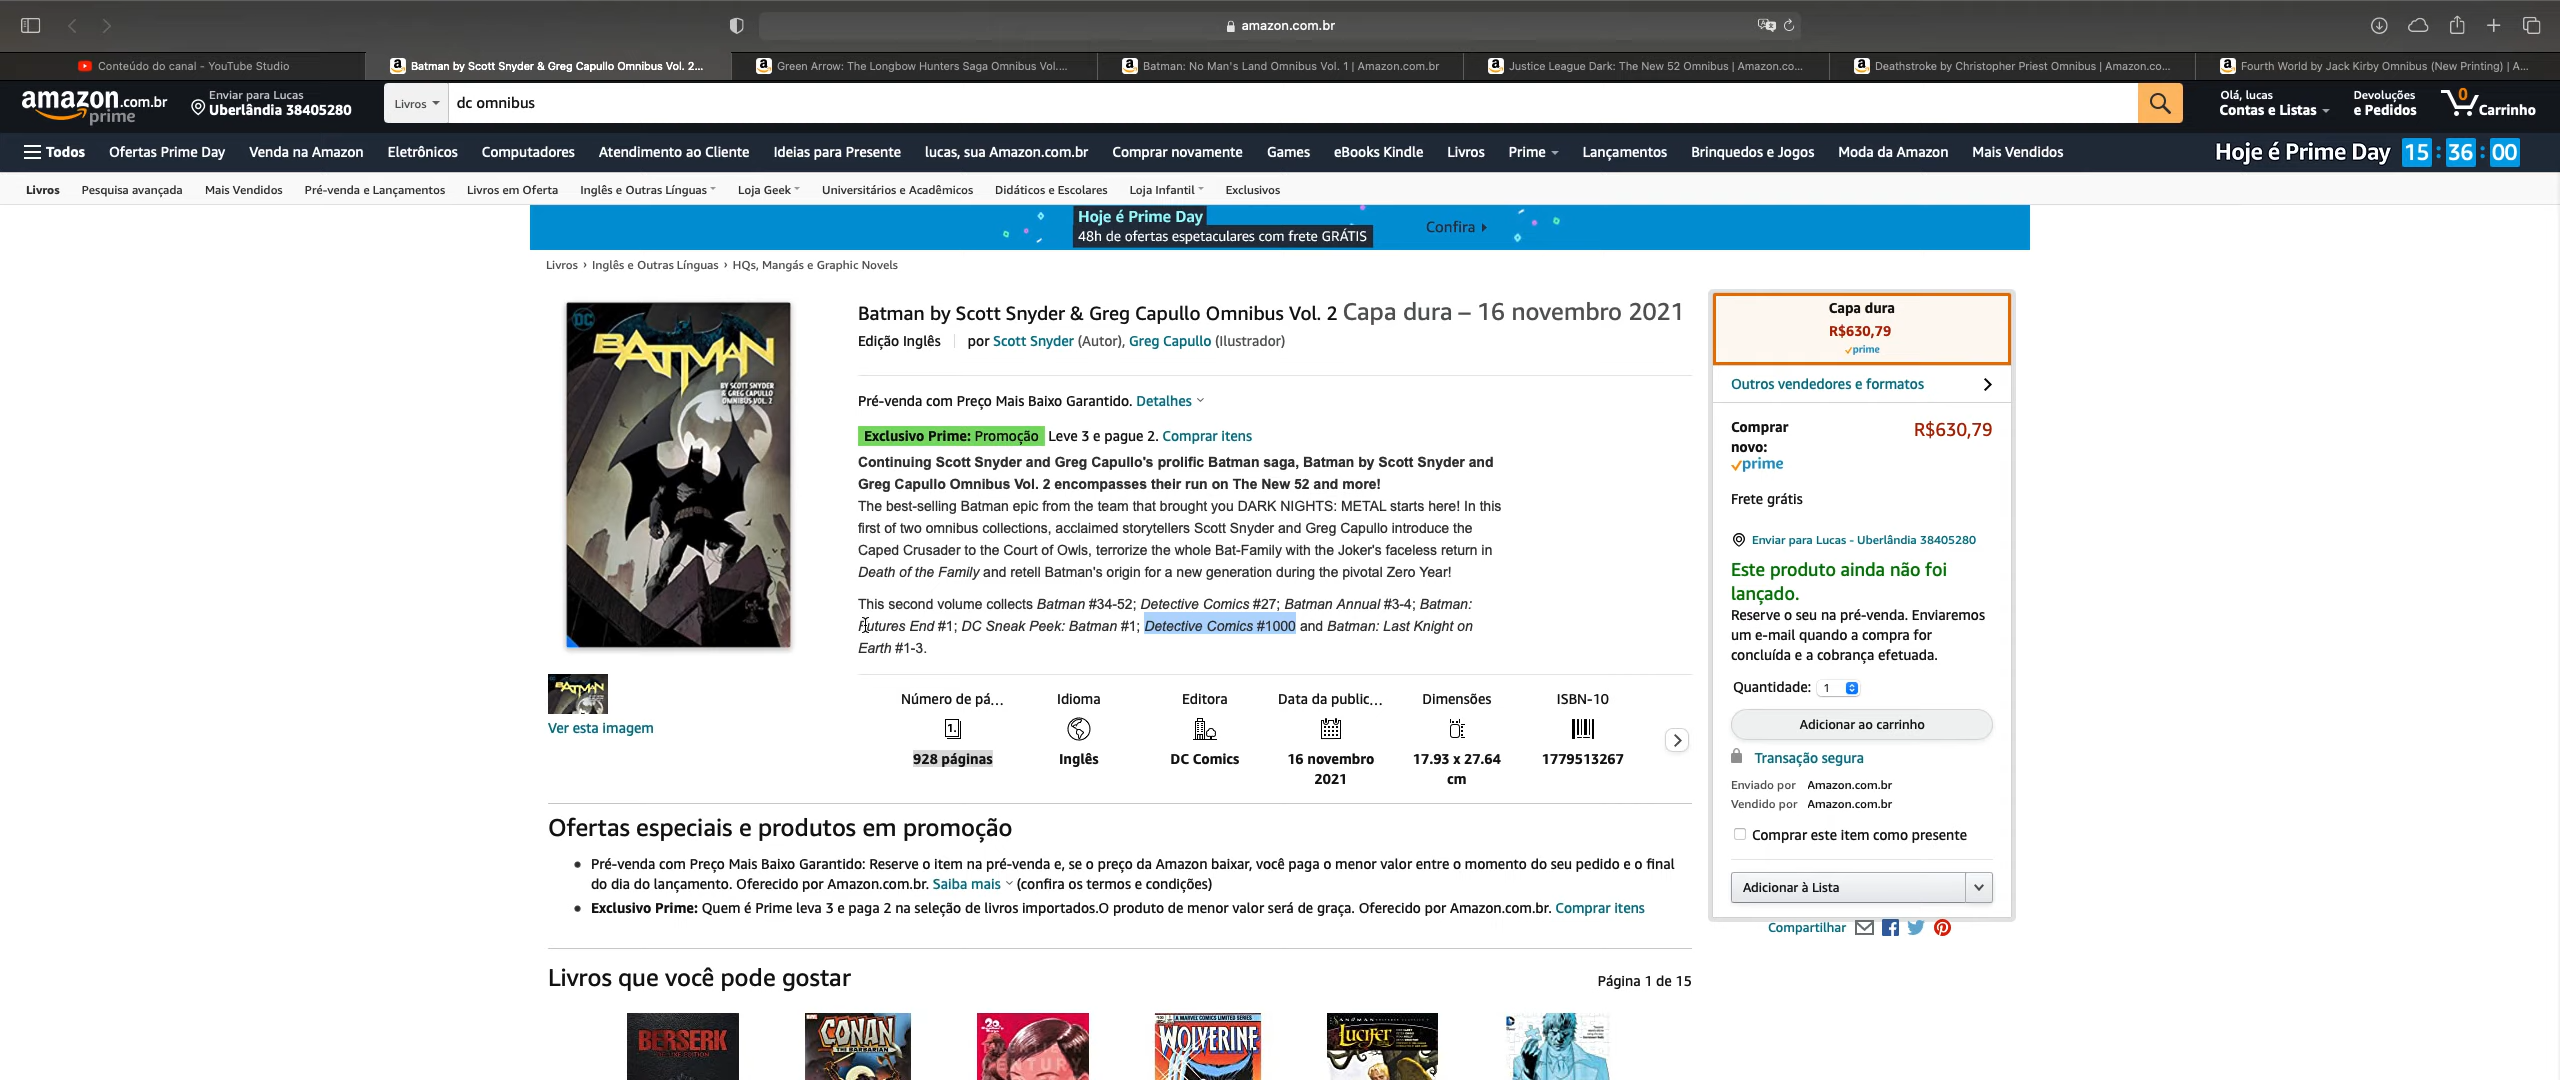 amazon.com.br
Conteúdo do canal - YouTube Studio
Batman by Scott Snyder & Greg Capullo Omnibus Vol. 2...
Green Arrow: The Longbow Hunters Saga Omnibus Vol....
Batman: No Man's Land Omnibus Vol. 1 | Amazon.com.br
Justice League Dark: The New 52 Omnibus | Amazon.co...
Deathstroke by Christopher Priest Omnibus | Amazon.co...
Fourth World by Jack Kirby Omnibus (New Printing) | A...
amazon.com.br
prime
Enviar para Lucas
Uberlândia 38405280
Livros
dc omnibus
Olá, lucas
Contas e Listas
Devoluções
e Pedidos
0
Carrinho
Todos
Ofertas Prime Day
Venda na Amazon
Eletrônicos
Computadores
Atendimento ao Cliente
Ideias para Presente
lucas, sua Amazon.com.br
Comprar novamente
Games
eBooks Kindle
Livros
Prime
Lançamentos
Brinquedos e Jogos
Moda da Amazon
Mais Vendidos
Hoje é Prime Day 15 : 36 : 00
Livros
Pesquisa avançada
Mais Vendidos
Pré-venda e Lançamentos
Livros em Oferta
Inglês e Outras Línguas
Loja Geek
Universitários e Acadêmicos
Didáticos e Escolares
Loja Infantil
Exclusivos
Hoje é Prime Day
48h de ofertas espetaculares com frete GRÁTIS
Confira
Livros › Inglês e Outras Línguas › HQs, Mangás e Graphic Novels
DC
BATMAN
BY SCOTT SNYDER
& GREG CAPULLO
OMNIBUS VOL. 2
BATMAN
Ver esta imagem
Batman by Scott Snyder & Greg Capullo Omnibus Vol. 2 Capa dura – 16 novembro 2021
Edição Inglês | por Scott Snyder (Autor), Greg Capullo (Ilustrador)
Pré-venda com Preço Mais Baixo Garantido. Detalhes
Exclusivo Prime: Promoção Leve 3 e pague 2. Comprar itens
Continuing Scott Snyder and Greg Capullo's prolific Batman saga, Batman by Scott Snyder and
Greg Capullo Omnibus Vol. 2 encompasses their run on The New 52 and more!
The best-selling Batman epic from the team that brought you DARK NIGHTS: METAL starts here! In this
first of two omnibus collections, acclaimed storytellers Scott Snyder and Greg Capullo introduce the
Caped Crusader to the Court of Owls, terrorize the whole Bat-Family with the Joker's faceless return in
Death of the Family and retell Batman's origin for a new generation during the pivotal Zero Year!
This second volume collects Batman #34-52; Detective Comics #27; Batman Annual #3-4; Batman:
Futures End #1; DC Sneak Peek: Batman #1; Detective Comics #1000 and Batman: Last Knight on
Earth #1-3.
Número de pá...
1.
928 páginas
Idioma
Inglês
Editora
DC Comics
Data da public...
16 novembro
2021
Dimensões
17.93 x 27.64
cm
ISBN-10
1779513267
Capa dura
R$630,79
prime
Outros vendedores e formatos
Comprar
novo:
R$630,79
prime
Frete grátis
Enviar para Lucas - Uberlândia 38405280
Este produto ainda não foi
lançado.
Reserve o seu na pré-venda. Enviaremos
um e-mail quando a compra for
concluída e a cobrança efetuada.
Quantidade: 1
Adicionar ao carrinho
Transação segura
Enviado por Amazon.com.br
Vendido por Amazon.com.br
Comprar este item como presente
Adicionar à Lista
Compartilhar
Ofertas especiais e produtos em promoção
Pré-venda com Preço Mais Baixo Garantido: Reserve o item na pré-venda e, se o preço da Amazon baixar, você paga o menor valor entre o momento do seu pedido e o final
do dia do lançamento. Oferecido por Amazon.com.br. Saiba mais (confira os termos e condições)
Exclusivo Prime: Quem é Prime leva 3 e paga 2 na seleção de livros importados.O produto de menor valor será de graça. Oferecido por Amazon.com.br. Comprar itens
Livros que você pode gostar
Página 1 de 15
BERSERK
CONAN
THE BARBARIAN
A MARVEL COMICS LIMITED SERIES
WOLVERINE
LUCIFER